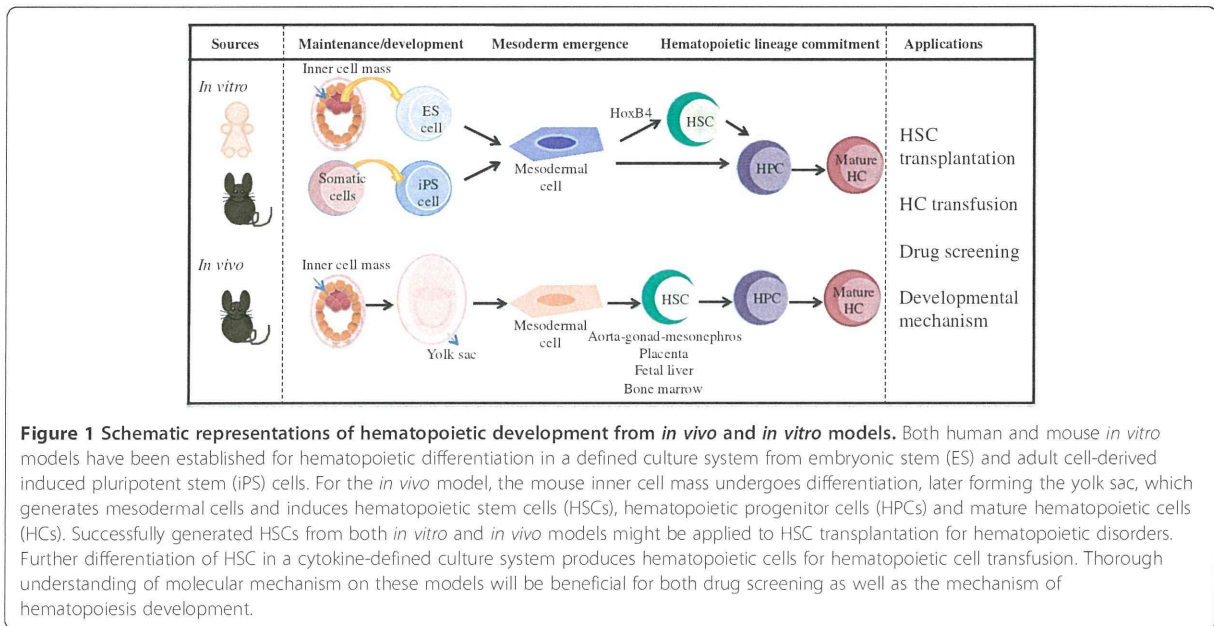 Sources
Maintenance/development
Mesoderm emergence
Hematopoietic lineage commitment
Applications
In vitro
Inner cell mass
ES
cell
Somatic
cells
iPS
cell
Mesodermal
cell
HoxB4
HSC
HPC
Mature
HC
In vivo
Inner cell mass
Yolk sac
Mesodermal
cell
HSC
Aorta-gonad-mesonephros
Placenta
Fetal liver
Bone marrow
HPC
Mature
HC
HSC
transplantation
HC transfusion
Drug screening
Developmental
mechanism
Figure 1 Schematic representations of hematopoietic development from in vivo and in vitro models. Both human and mouse in vitro
models have been established for hematopoietic differentiation in a defined culture system from embryonic stem (ES) and adult cell-derived
induced pluripotent stem (iPS) cells. For the in vivo model, the mouse inner cell mass undergoes differentiation, later forming the yolk sac, which
generates mesodermal cells and induces hematopoietic stem cells (HSCs), hematopoietic progenitor cells (HPCs) and mature hematopoietic cells
(HCs). Successfully generated HSCs from both in vitro and in vivo models might be applied to HSC transplantation for hematopoietic disorders.
Further differentiation of HSC in a cytokine-defined culture system produces hematopoietic cells for hematopoietic cell transfusion. Thorough
understanding of molecular mechanism on these models will be beneficial for both drug screening as well as the mechanism of
hematopoiesis development.